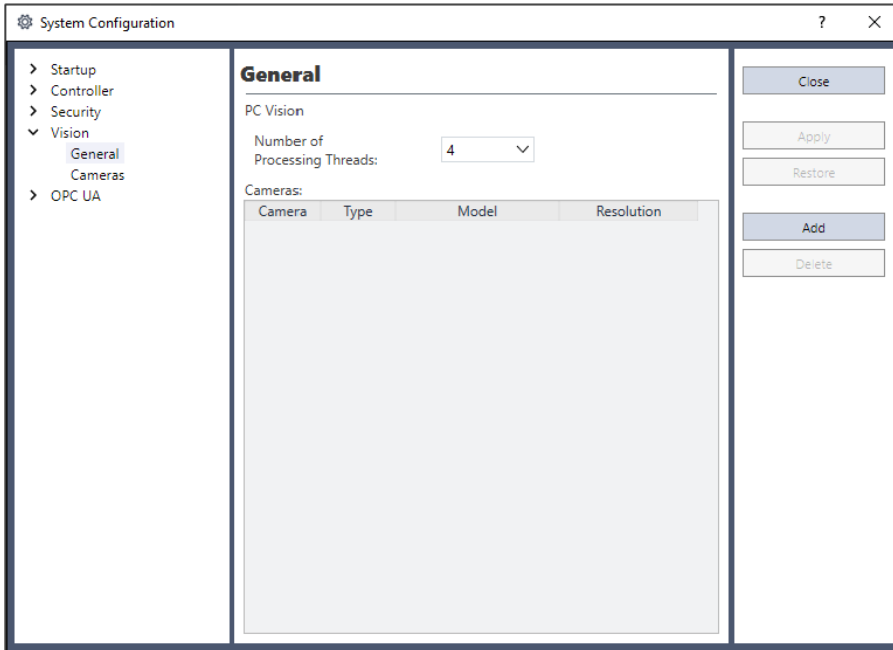 System Configuration
?
Startup
Controller
Security
Vision
General
Cameras
OPC UA
General
PC Vision
Number of
Processing Threads:
4
Cameras:
Camera Type Model Resolution
Close
Apply
Restore
Add
Delete